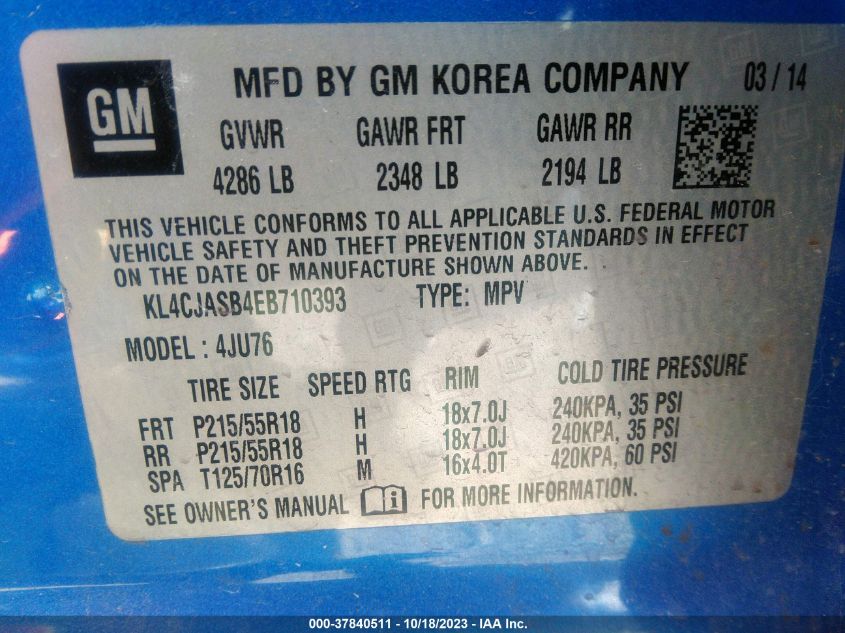 GM
MFD BY GM KOREA COMPANY 03 / 14
GVWR GAWR FRT GAWR RR
4286 LB 2348 LB 2194 LB
THIS VEHICLE CONFORMS TO ALL APPLICABLE U.S. FEDERAL MOTOR
VEHICLE SAFETY AND THEFT PREVENTION STANDARDS IN EFFECT
ON THE DATE OF MANUFACTURE SHOWN ABOVE.
KL4CJASB4EB710393 TYPE: MPV
MODEL : 4JU76
TIRE SIZE SPEED RTG RIM COLD TIRE PRESSURE
FRT P215/55R18 H 18x7.0J 240KPA, 35 PSI
RR P215/55R18 H 18x7.0J 240KPA, 35 PSI
SPA T125/70R16 M 16x4.0T 420KPA, 60 PSI
SEE OWNER'S MANUAL FOR MORE INFORMATION.
000-37840511 - 10/18/2023 - IAA Inc.